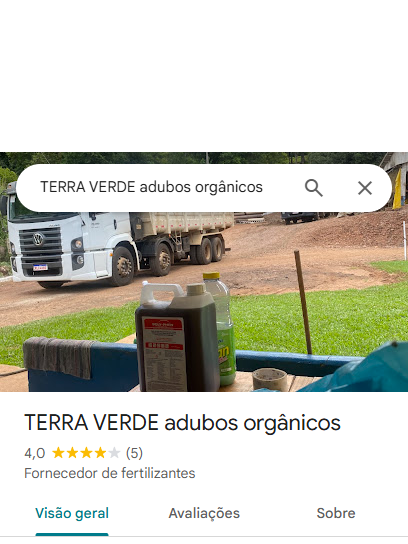 TERRA VERDE adubos orgânicos
TERRA VERDE adubos orgânicos
4,0 (5)
Fornecedor de fertilizantes
Visão geral Avaliações Sobre